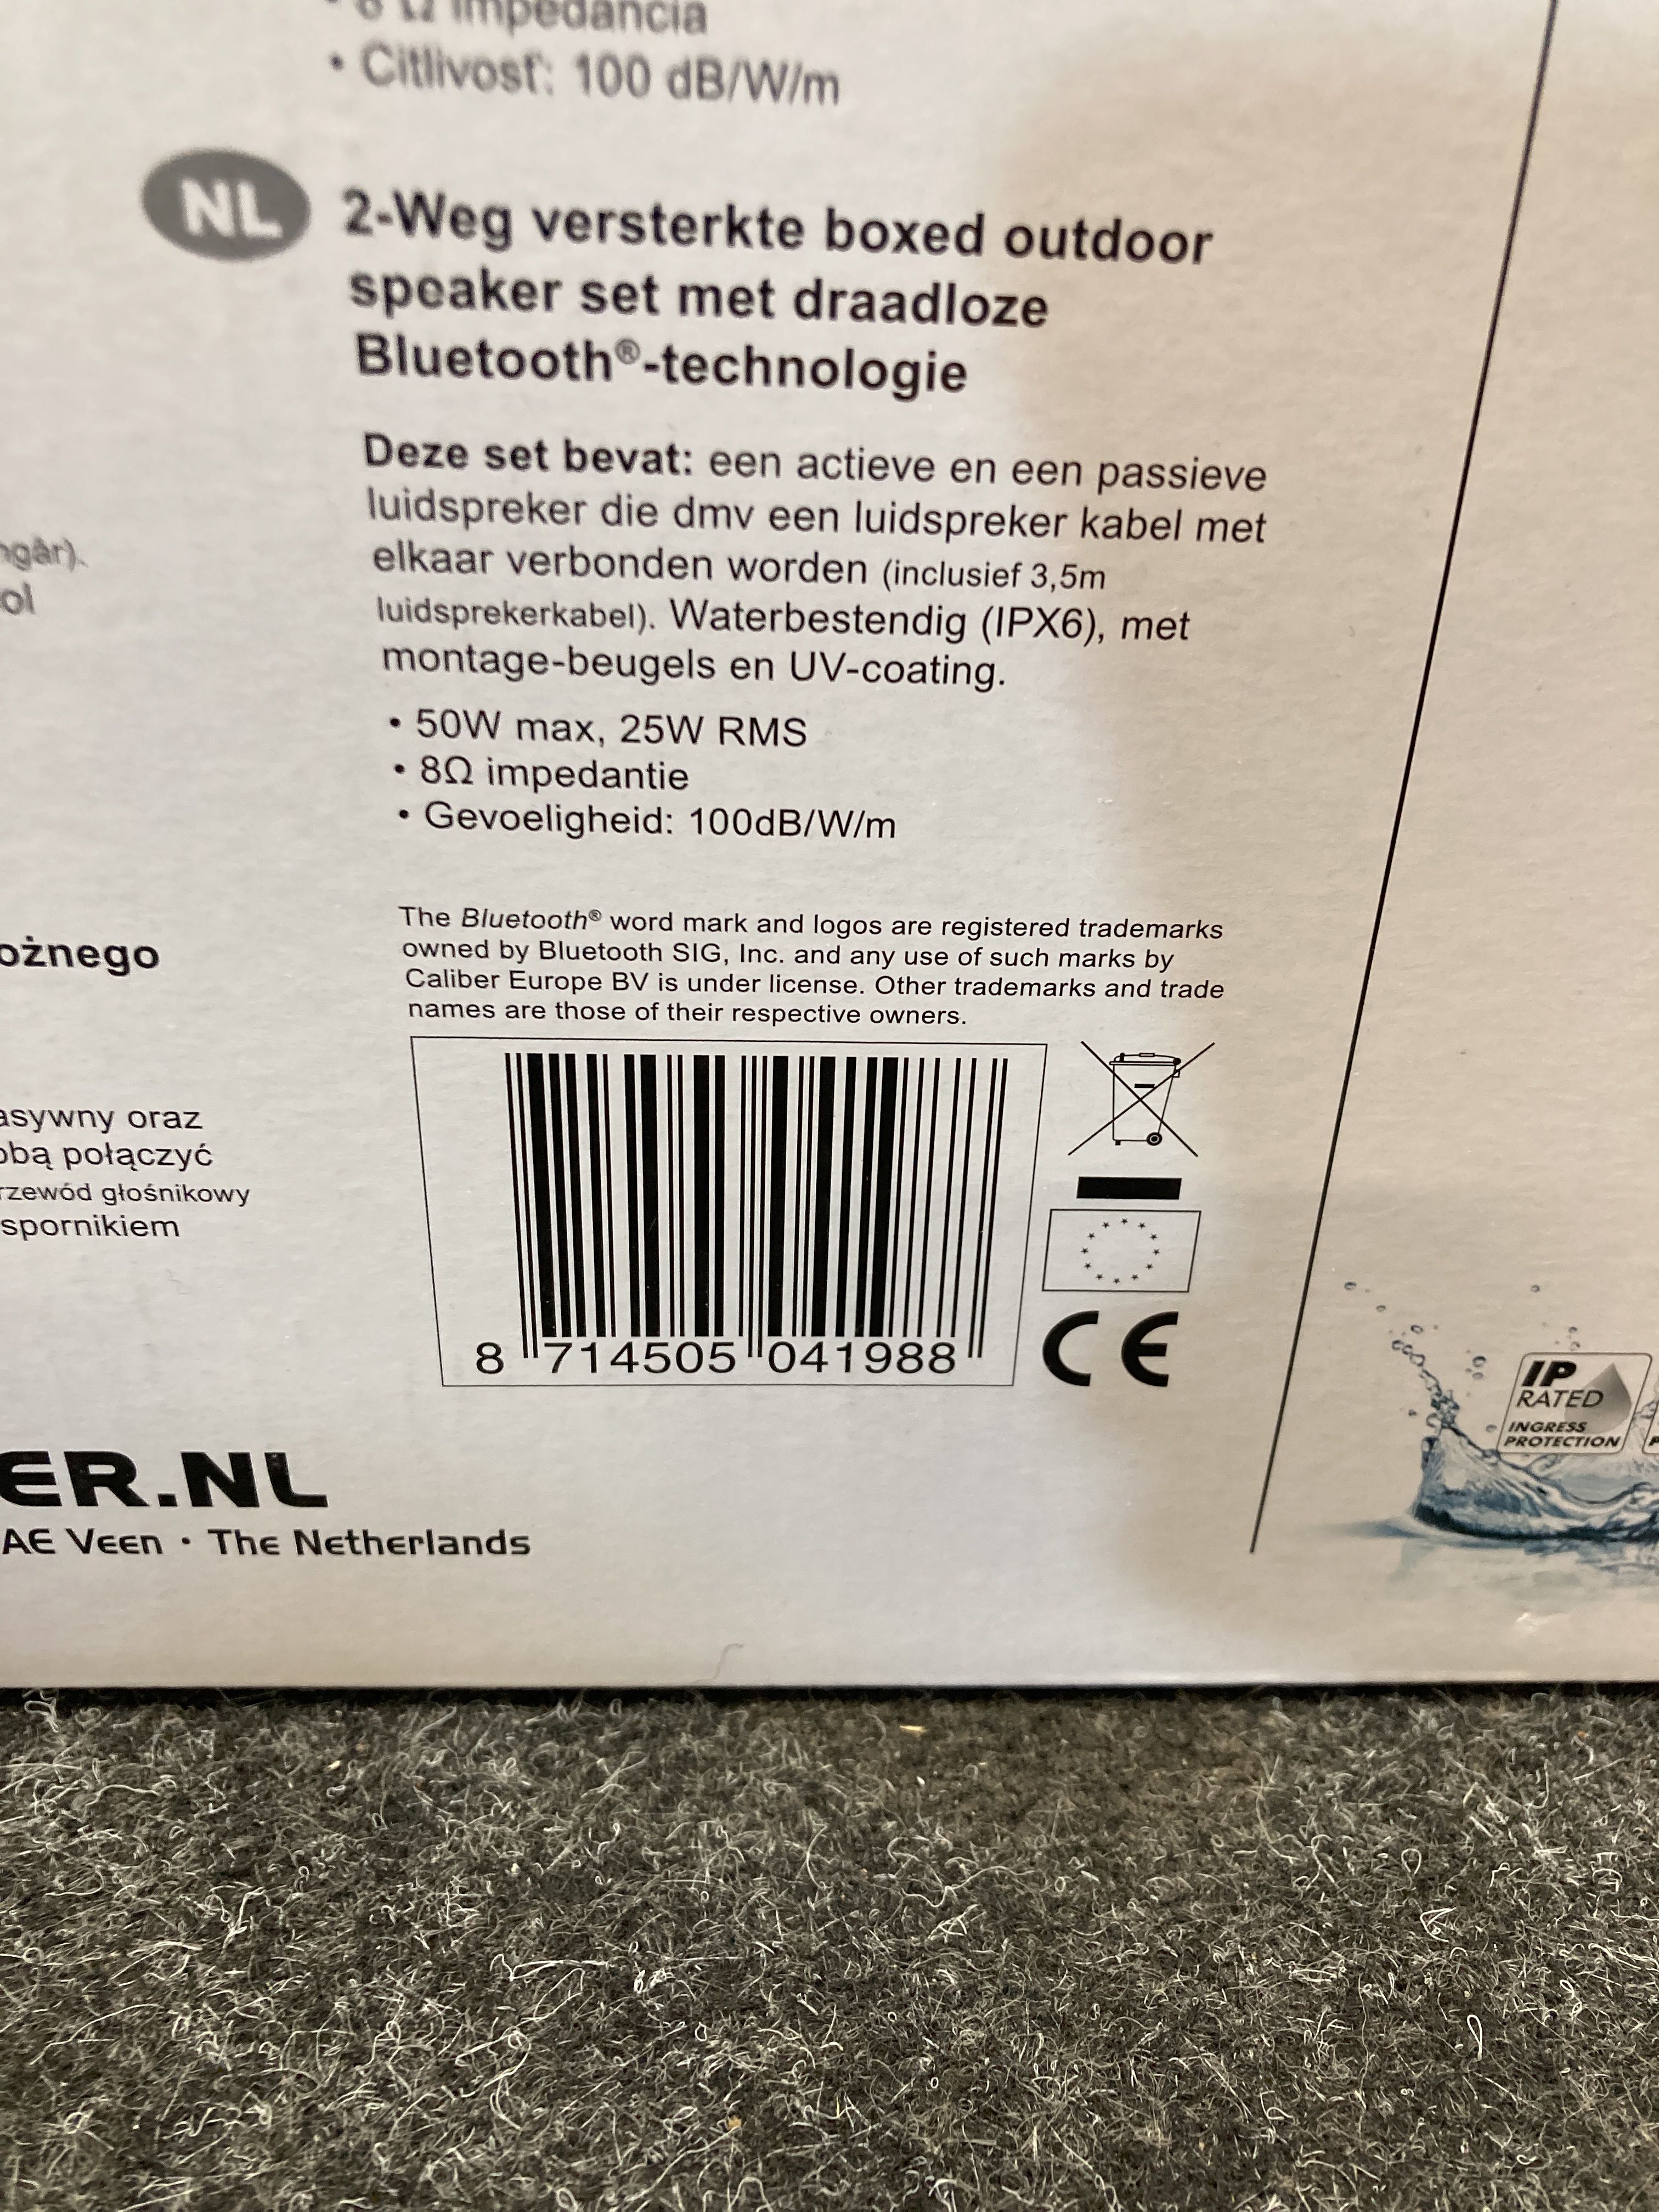 8 Ω impedancia
• Citlivosť: 100 dB/W/m
NL
2-Weg versterkte boxed outdoor
speaker set met draadloze
Bluetooth®-technologie
Deze set bevat: een actieve en een passieve
luidspreker die dmv een luidspreker kabel met
elkaar verbonden worden (inclusief 3,5m
luidsprekerkabel). Waterbestendig (IPX6), met
montage-beugels en UV-coating.
• 50W max, 25W RMS
• 8Ω impedantie
• Gevoeligheid: 100dB/W/m
The Bluetooth® word mark and logos are registered trademarks
owned by Bluetooth SIG, Inc. and any use of such marks by
Caliber Europe BV is under license. Other trademarks and trade
names are those of their respective owners.
8 714505 041988
CE
ngår).
ol
ożnego
asywny oraz
obą połączyć
rzewód głośnikowy
spornikiem
ER.NL
AE Veen • The Netherlands
IP
RATED
INGRESS
PROTECTION